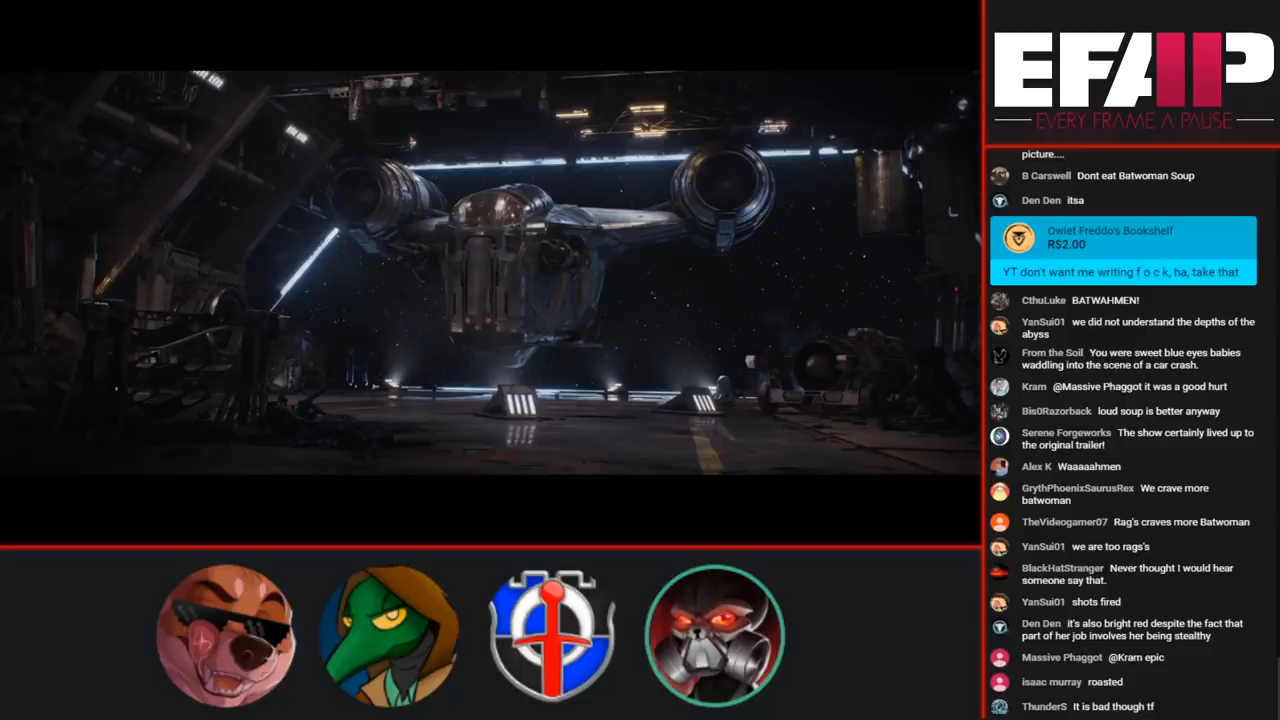 EFAP
EVERY FRAME A PAUSE
picture....
B Carswell Dont eat Batwoman Soup
Den Den itsa
Owlet Freddo's Bookshelf
R$2.00
YT don't want me writing f o c k, ha, take that
CthuLuke BATWAHMEN!
YanSui01 we did not understand the depths of the
abyss
From the Soil You were sweet blue eyes babies
waddling into the scene of a car crash.
Kram @Massive Phaggot it was a good hurt
Bis0Razorback loud soup is better anyway
Serene Forgeworks The show certainly lived up to
the original trailer!
Alex K Waaaaahmen
GrythPhoenixSaurusRex We crave more
batwoman
TheVideogamer07 Rag's craves more Batwoman
YanSui01 we are too rags's
BlackHatStranger Never thought I would hear
someone say that.
YanSui01 shots fired
Den Den it's also bright red despite the fact that
part of her job involves her being stealthy
Massive Phaggot @Kram epic
isaac murray roasted
ThunderS It is bad though tf